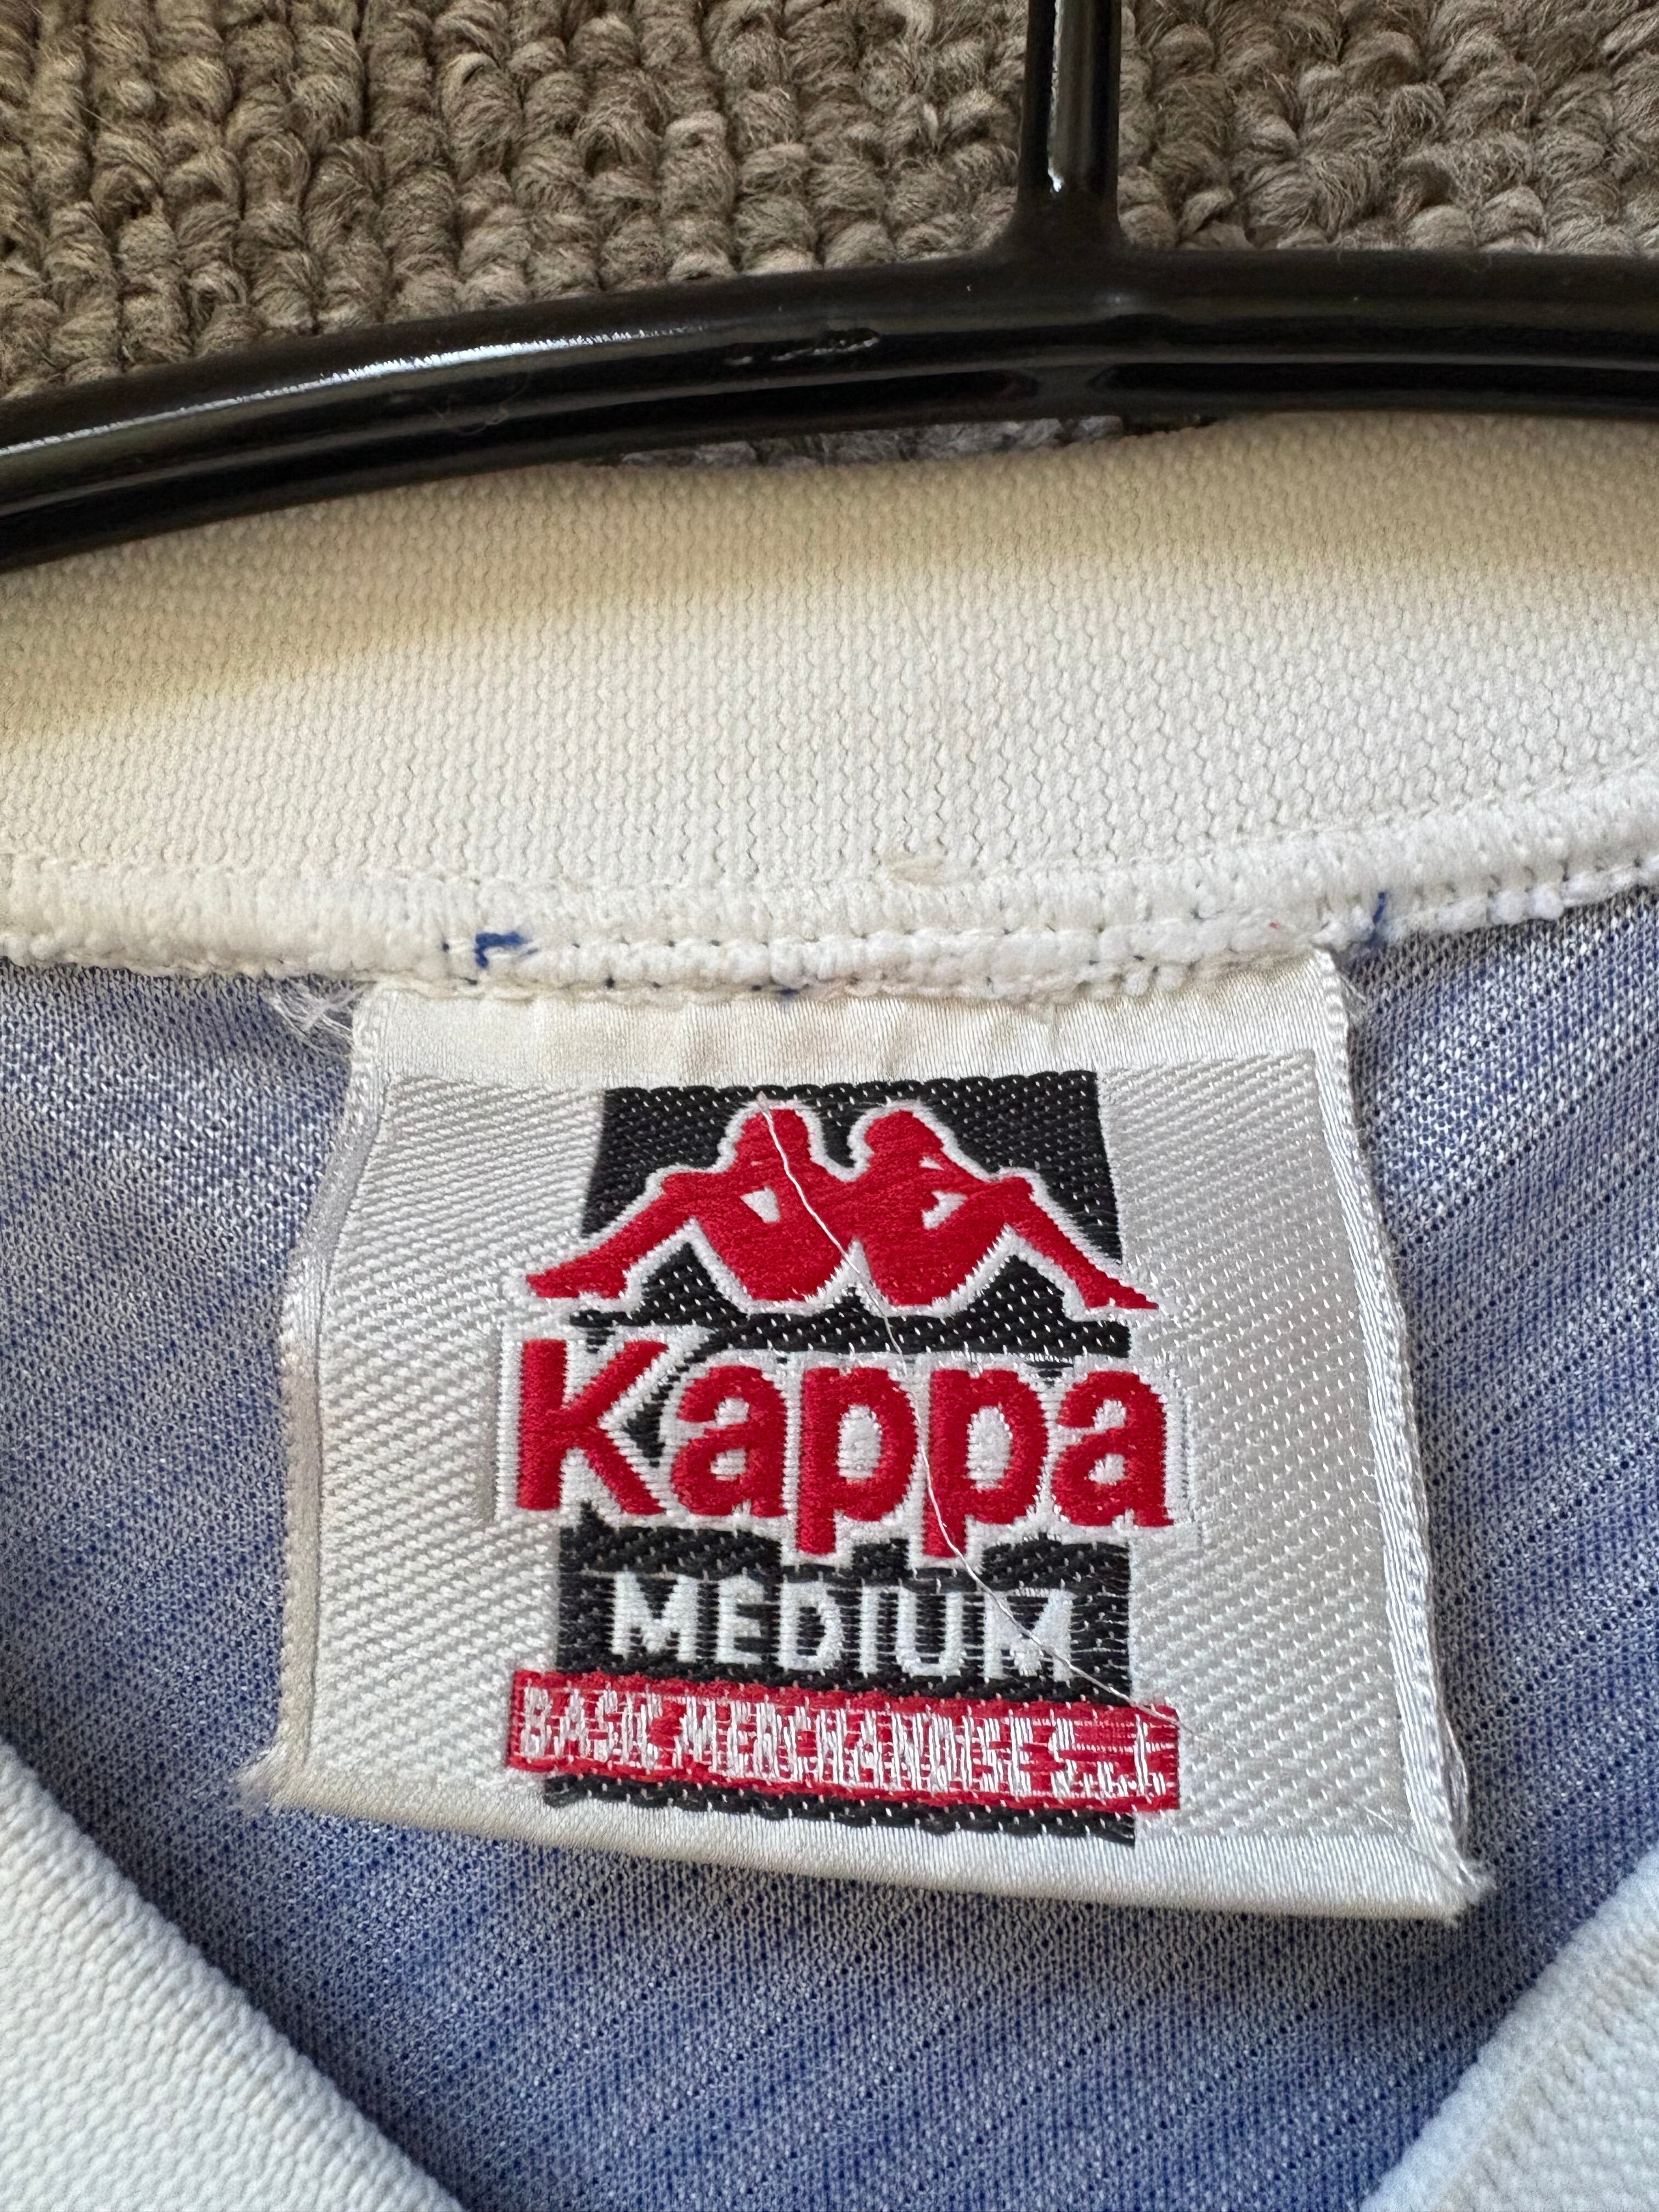 Kappa
MEDIUM
BASIC MERCHANDISE S.L.